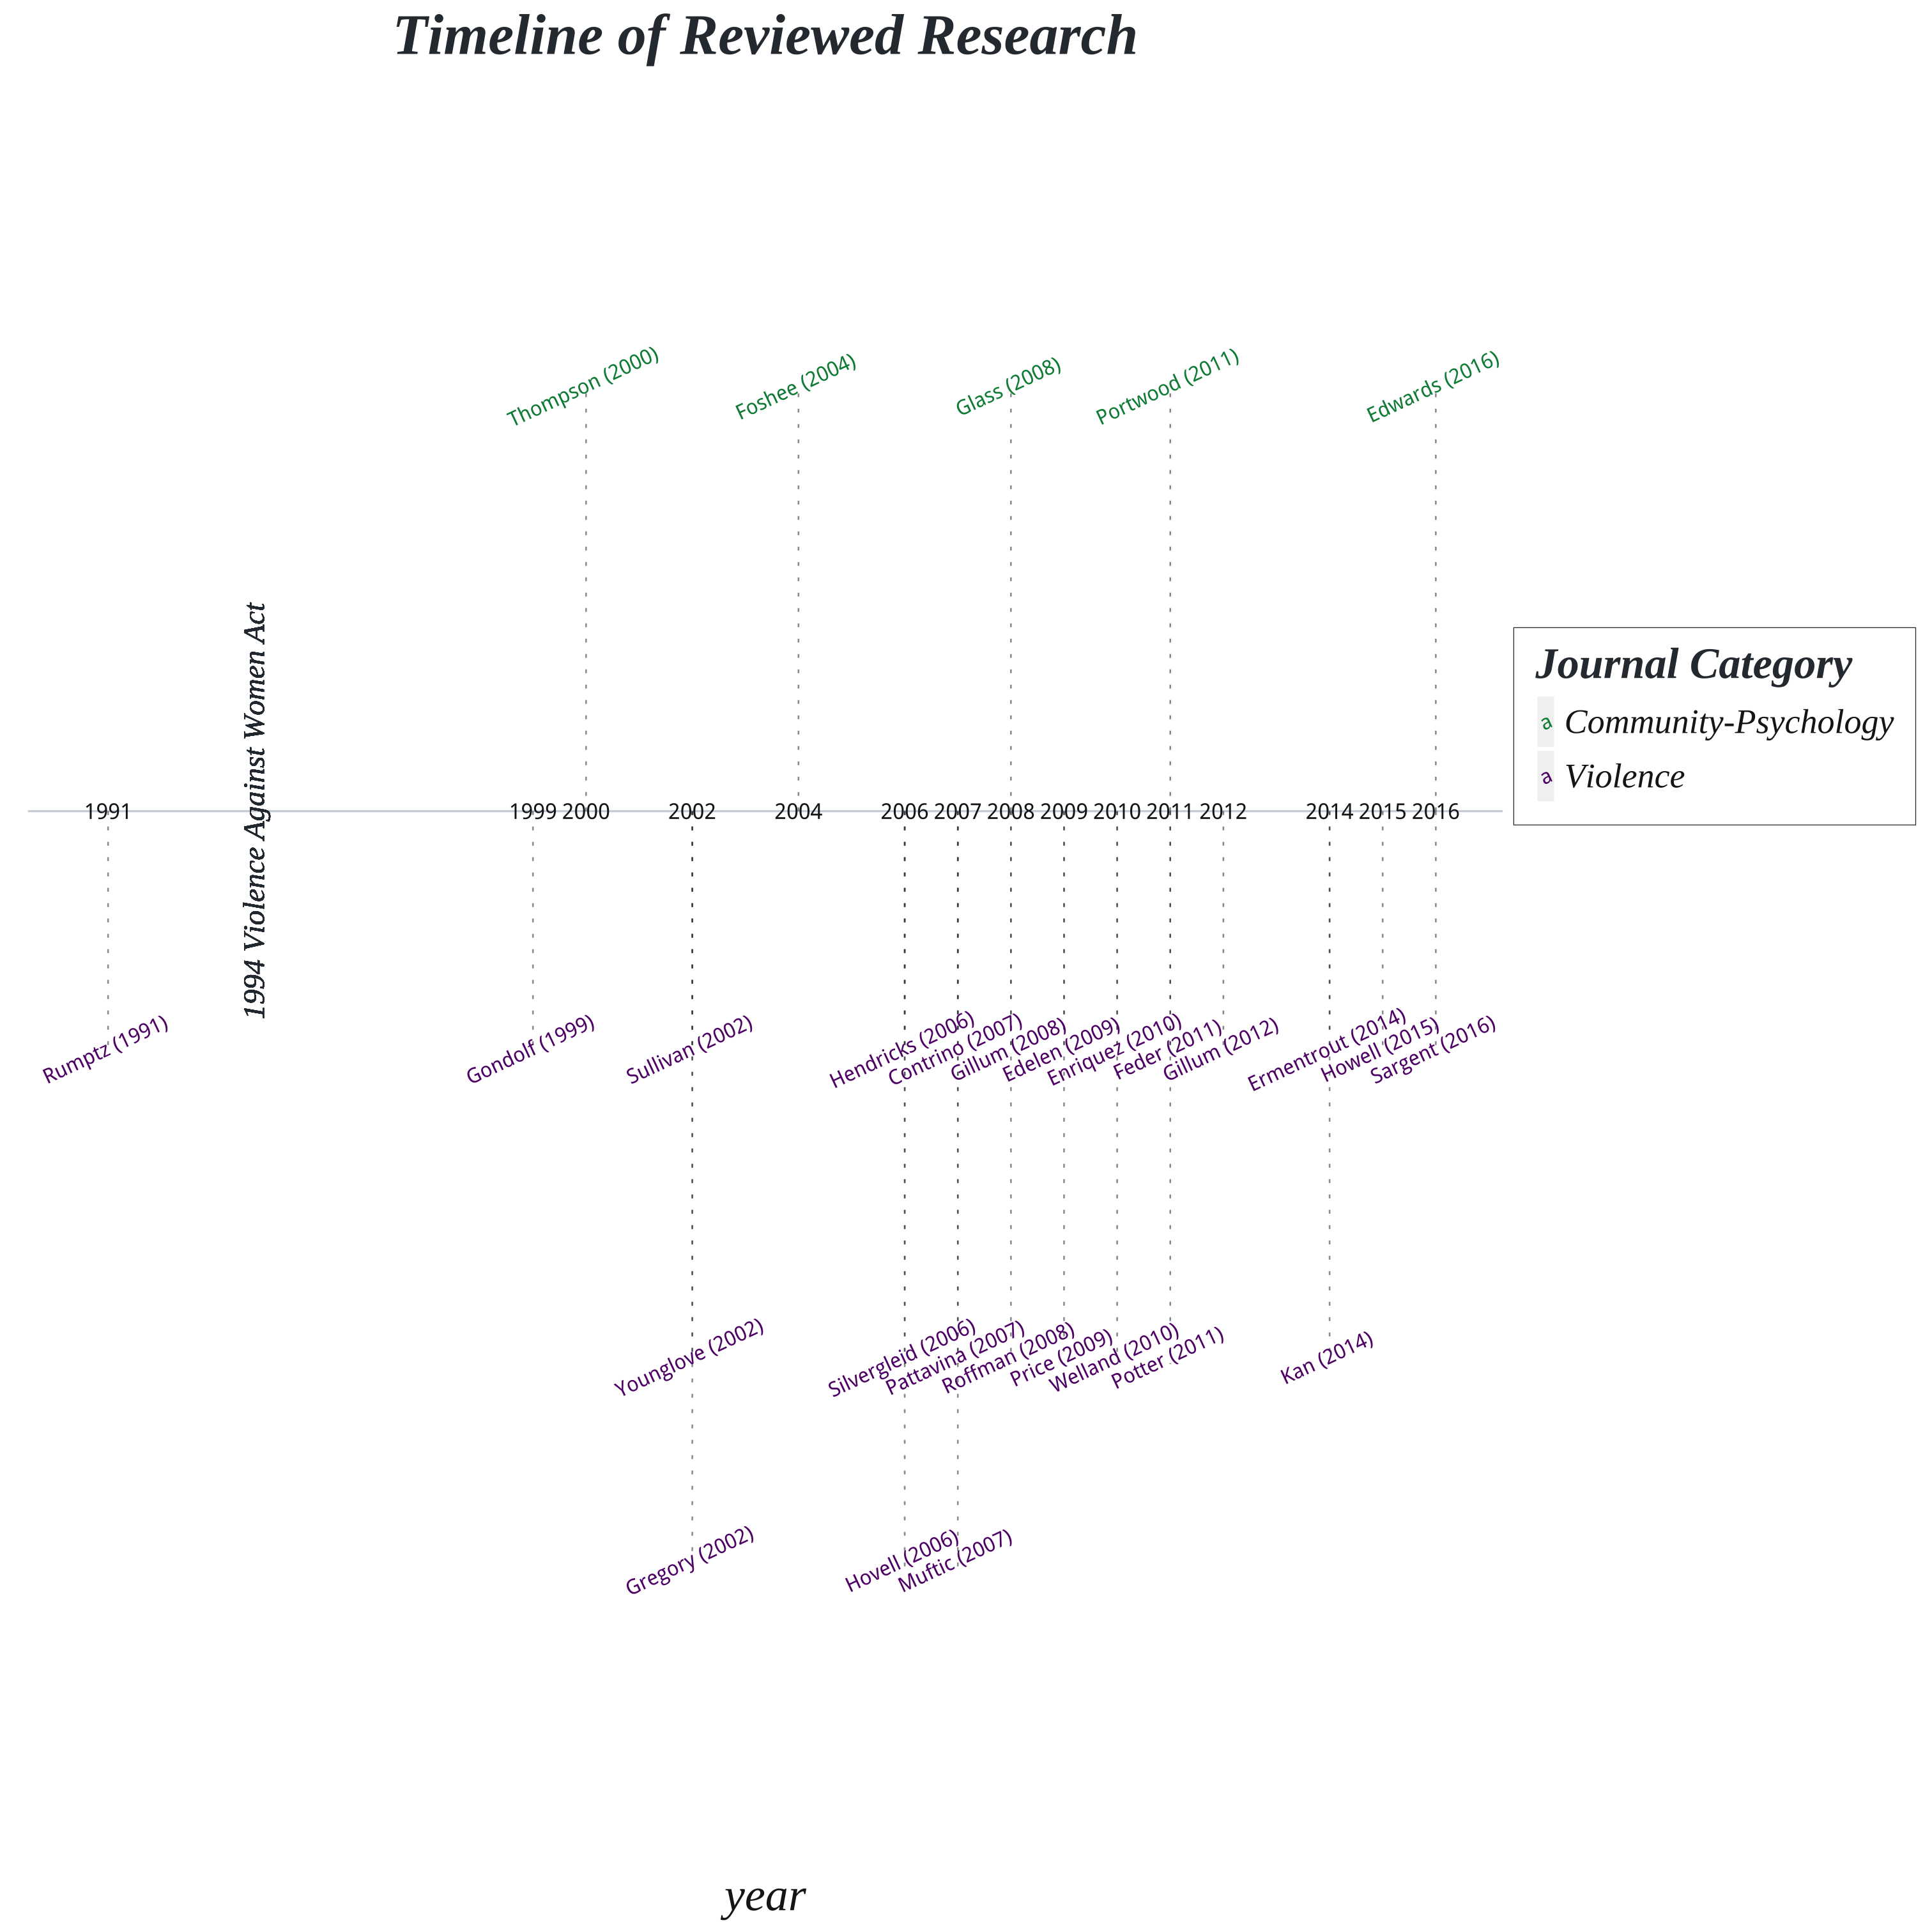 Timeline of Reviewed Research
Thompson (2000)
Foshee (2004)
Glass (2008)
Portwood (2011)
Edwards (2016)
1994 Violence Against Women Act
Journal Category
a Community-Psychology
a Violence
1991 1999 2000 2002 2004 2006 2007 2008 2009 2010 2011 2012 2014 2015 2016
Rumptz (1991)
Gondolf (1999)
Sullivan (2002)
Hendricks (2006)
Contrino (2007)
Gillum (2008)
Edelen (2009)
Enriquez (2010)
Feder (2011)
Gillum (2012)
Ermentrout (2014)
Howell (2015)
Sargent (2016)
Younglove (2002)
Silvergleid (2006)
Pattavina (2007)
Roffman (2008)
Price (2009)
Welland (2010)
Potter (2011)
Kan (2014)
Gregory (2002)
Hovell (2006)
Muftic (2007)
year